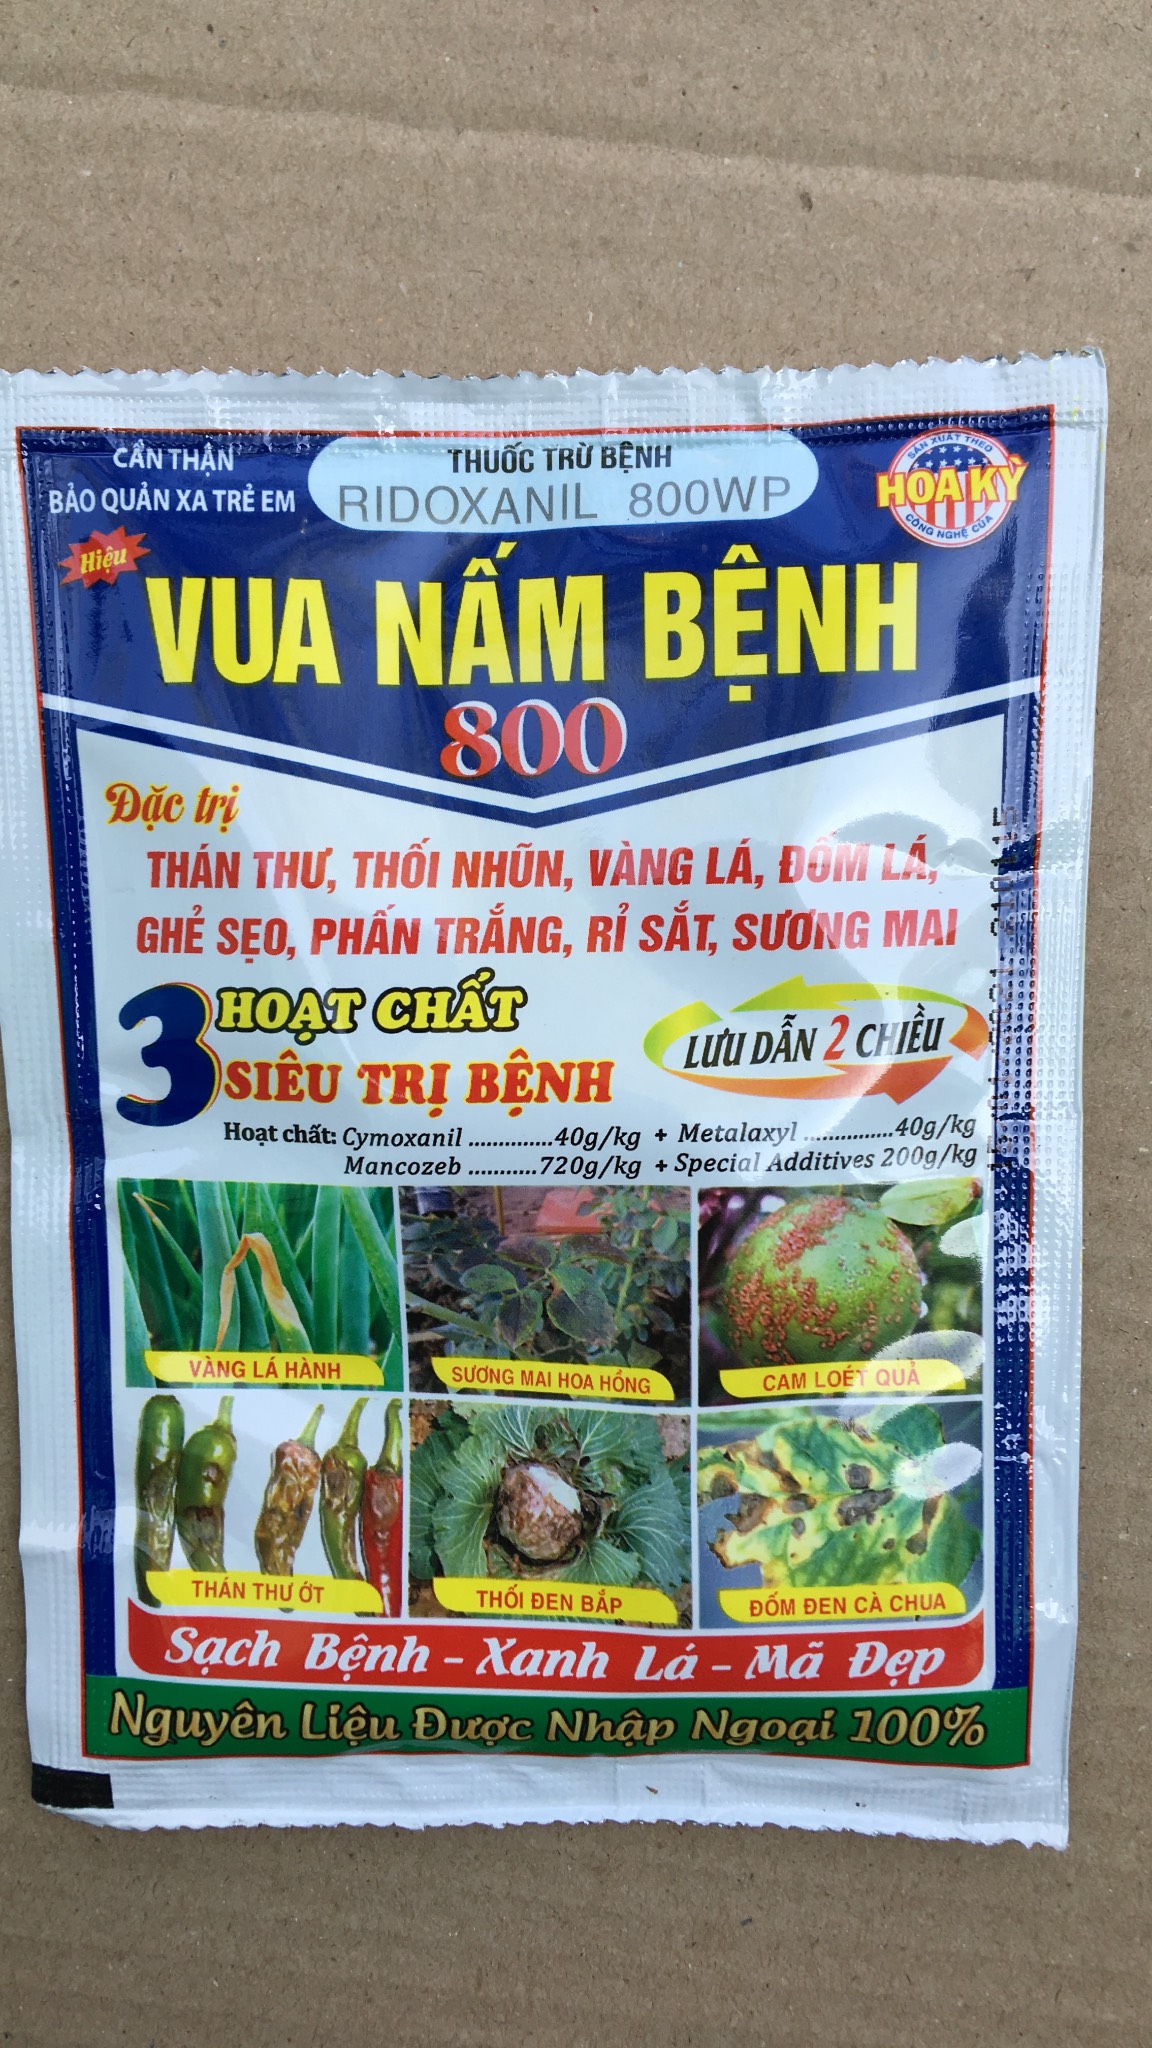 CẨN THẬN
BẢO QUẢN XA TRẺ EM
THUỐC TRỪ BỆNH
RIDOXANIL 800WP
SẢN XUẤT THEO
HOA KỲ
CÔNG NGHỆ CỦA
Hiệu
VUA NẤM BỆNH
800
Đặc trị
THÁN THƯ, THỐI NHŨN, VÀNG LÁ, ĐỐM LÁ,
GHẺ SẸO, PHẤN TRẮNG, RỈ SẮT, SƯƠNG MAI
3 HOẠT CHẤT
SIÊU TRỊ BỆNH
LƯU DẪN 2 CHIỀU
Hoạt chất: Cymoxanil ..............40g/kg + Metalaxyl ...............40g/kg
Mancozeb ...........720g/kg + Special Additives 200g/kg
VÀNG LÁ HÀNH
SƯƠNG MAI HOA HỒNG
CAM LOÉT QUẢ
THÁN THƯ ỚT
THỐI ĐEN BẮP
ĐỐM ĐEN CÀ CHUA
Sạch Bệnh - Xanh Lá - Mã Đẹp
Nguyên Liệu Được Nhập Ngoại 100%